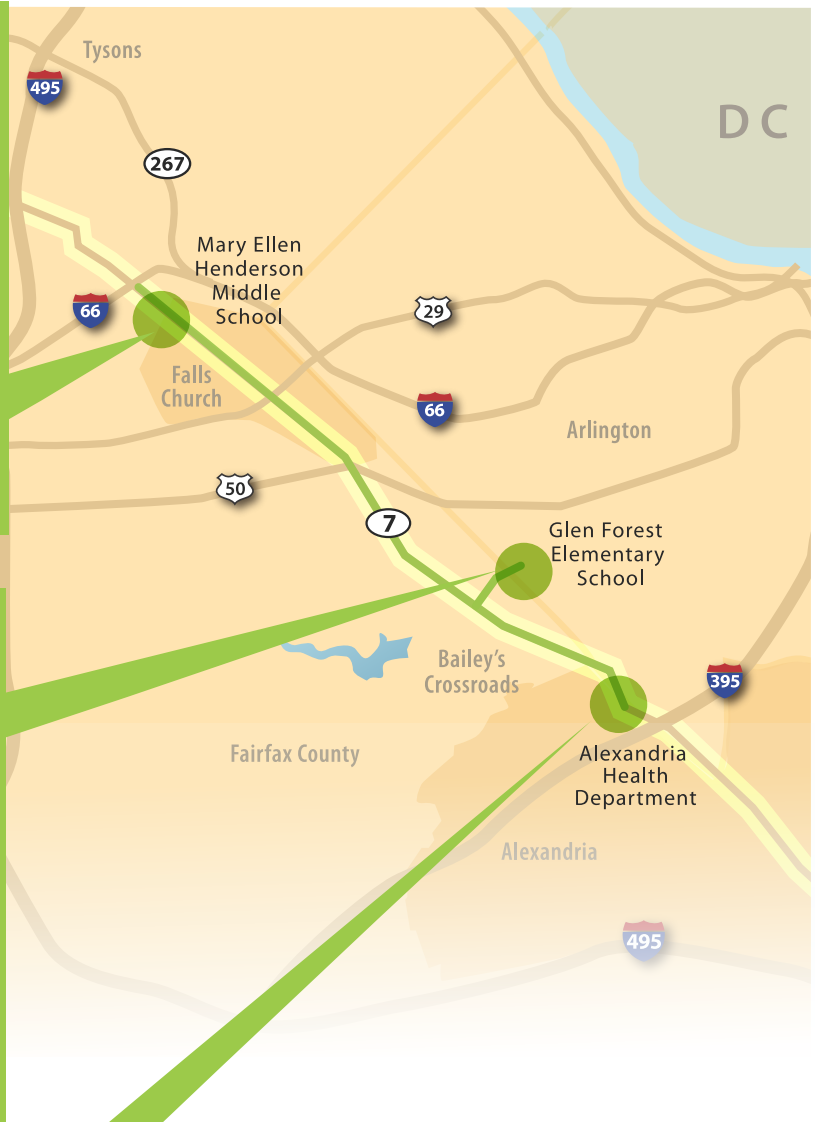 Tysons
495
D C
267
Mary Ellen
Henderson
Middle
School
66
29
Falls
Church
66
Arlington
50
7
Glen Forest
Elementary
School
Bailey’s
Crossroads
395
Fairfax County
Alexandria
Health
Department
Alexandria
495